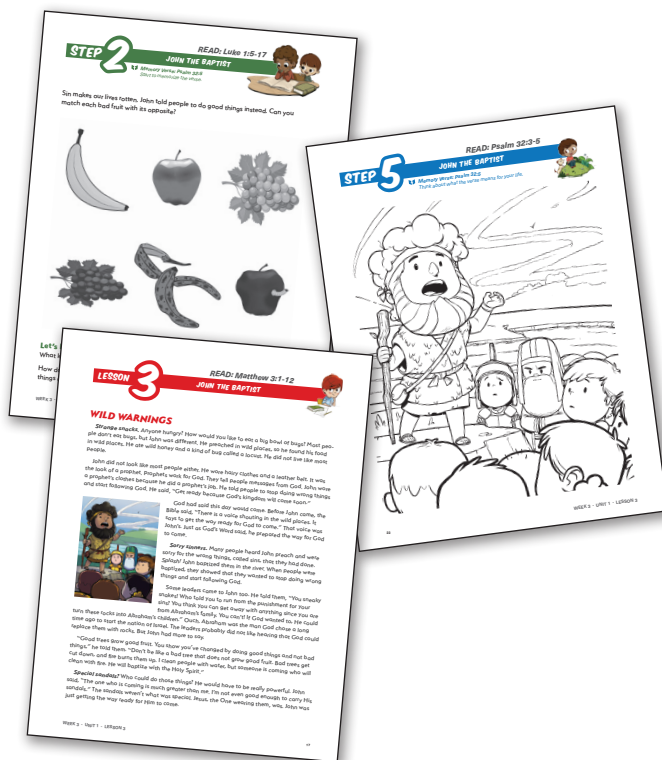 STEP 2
READ: Luke 1:5-17
JOHN THE BAPTIST
Memory Verse: Psalm 32:5
Sin makes our lives rotten. John told people to do good things instead. Can you
match each bad fruit with its opposite?
Let's
What
How di
things
WEEK 3
STEP 5
READ: Psalm 32:3-5
JOHN THE BAPTIST
Memory Verse: Psalm 32:5
Think about what the verse means for your life.
WEEK 3 • UNIT 1 • LESSON 3
LESSON 3
READ: Matthew 3:1-12
JOHN THE BAPTIST
WILD WARNINGS
Strange snacks. Anyone hungry? How would you like to eat a big bowl of bugs? Most peo-
ple don't eat bugs, but John was different. He preached in wild places, so he found his food
in wild places. He ate wild honey and a kind of bug called a locust. He did not live like most
people.
John did not look like most people either. He wore hairy clothes and a leather belt. It was
the look of a prophet. Prophets work for God. They tell people messages from God. John wore
a prophet's clothes because he did a prophet's job. He told people to stop doing wrong things
and start following God. He said, "Get ready because God's kingdom will come soon."
God had said this day would come. Before John came, the
Bible said, "There is a voice shouting in the wild places. It
says to get the way ready for God to come." That voice was
John's. Just as God's Word said, he prepared the way for God
to come.
Sorry sinners. Many people heard John preach and were
sorry for the wrong things, called sins, that they had done.
Splash! John baptized them in the river. When people were
baptized, they showed that they wanted to stop doing wrong
things and start following God.
Some leaders came to John too. He told them, "You sneaky
snakes! Who told you to run from the punishment for your
sins? You think you can get away with anything since you are
from Abraham's family. You can't! If God wanted to, He could
turn these rocks into Abraham's children." Ouch. Abraham was the man God chose a long
time ago to start the nation of Israel. The leaders probably did not like hearing that God could
replace them with rocks. But John had more to say.
"Good trees grow good fruit. You show you've changed by doing good things and not bad
things," he told them. "Don't be like a bad tree that does not grow good fruit. Bad trees get
cut down, and fire burns them up. I clean people with water, but someone is coming who will
clean with fire. He will baptize with the Holy Spirit."
Special sandals? Who could do those things? He would have to be really powerful. John
said, "The one who is coming is much greater than me. I'm not even good enough to carry His
sandals." The sandals weren't what was special. Jesus, the One wearing them, was. John was
just getting the way ready for Him to come.
WEEK 3 • UNIT 1 • LESSON 3